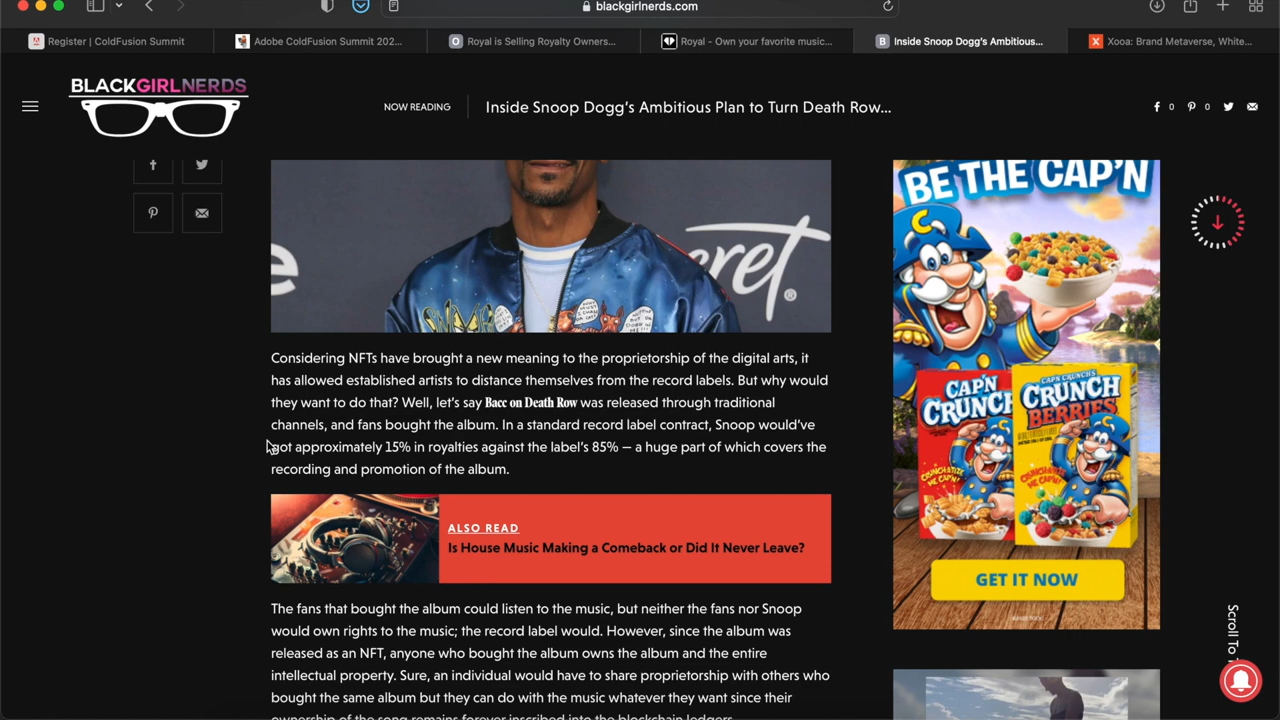 blackgirlnerds.com
Register | ColdFusion Summit
Adobe ColdFusion Summit 202...
Royal is Selling Royalty Owners...
Royal - Own your favorite music...
Inside Snoop Dogg's Ambitious...
Xooa: Brand Metaverse, White...
BLACKGIRLNERDS
NOW READING
Inside Snoop Dogg's Ambitious Plan to Turn Death Row...
0
0
BE THE CAP'N
Considering NFTs have brought a new meaning to the proprietorship of the digital arts, it
has allowed established artists to distance themselves from the record labels. But why would
they want to do that? Well, let's say Bacc on Death Row was released through traditional
channels, and fans bought the album. In a standard record label contract, Snoop would've
got approximately 15% in royalties against the label's 85% — a huge part of which covers the
recording and promotion of the album.
CAP'N CRUNCH
CAP'N CRUNCH'S
CRUNCH
BERRIES
CRUNCHATIZE
ME CAP'N!
CRUNCHATIZE
ME CAP'N!
ALSO READ
Is House Music Making a Comeback or Did It Never Leave?
GET IT NOW
The fans that bought the album could listen to the music, but neither the fans nor Snoop
would own rights to the music; the record label would. However, since the album was
released as an NFT, anyone who bought the album owns the album and the entire
intellectual property. Sure, an individual would have to share proprietorship with others who
bought the same album but they can do with the music whatever they want since their
ownership of the song remains forever inscribed into the blockchain ledgers.
Scroll To